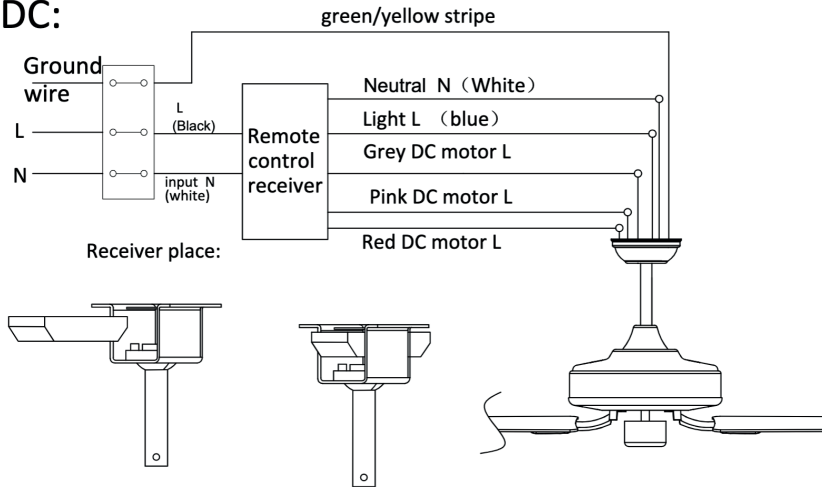 DC:
green/yellow stripe
Ground
wire
L
N
L
(Black)
input N
(white)
Remote
control
receiver
Neutral N（White）
Light L （blue）
Grey DC motor L
Pink DC motor L
Red DC motor L
Receiver place: